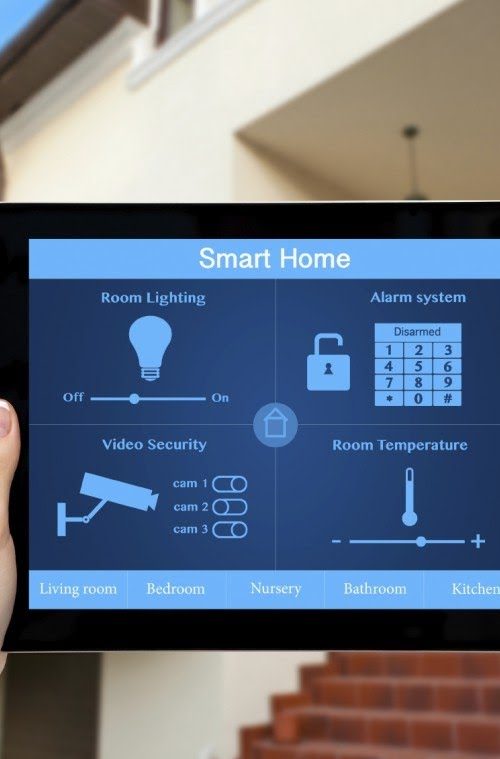 Smart Home
Room Lighting
Off
On
Alarm system
Disarmed
1 2 3
4 5 6
7 8 9
* 0 #
Video Security
cam 1
cam 2
cam 3
Room Temperature
- +
Living room
Bedroom
Nursery
Bathroom
Kitchen